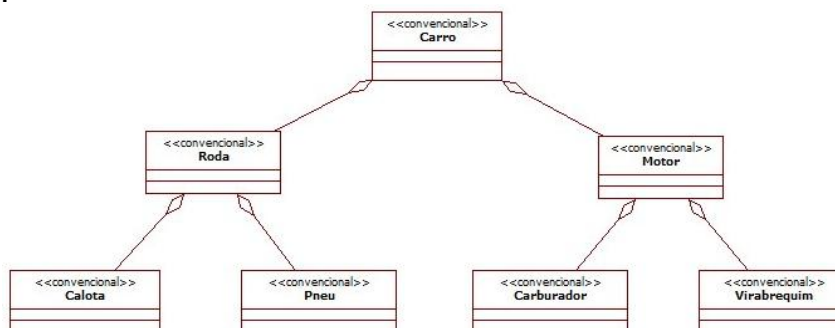 <<convencional>>
Carro
<<convencional>>
Roda
<<convencional>>
Motor
<<convencional>>
Calota
<<convencional>>
Pneu
<<convencional>>
Carburador
<<convencional>>
Virabrequim